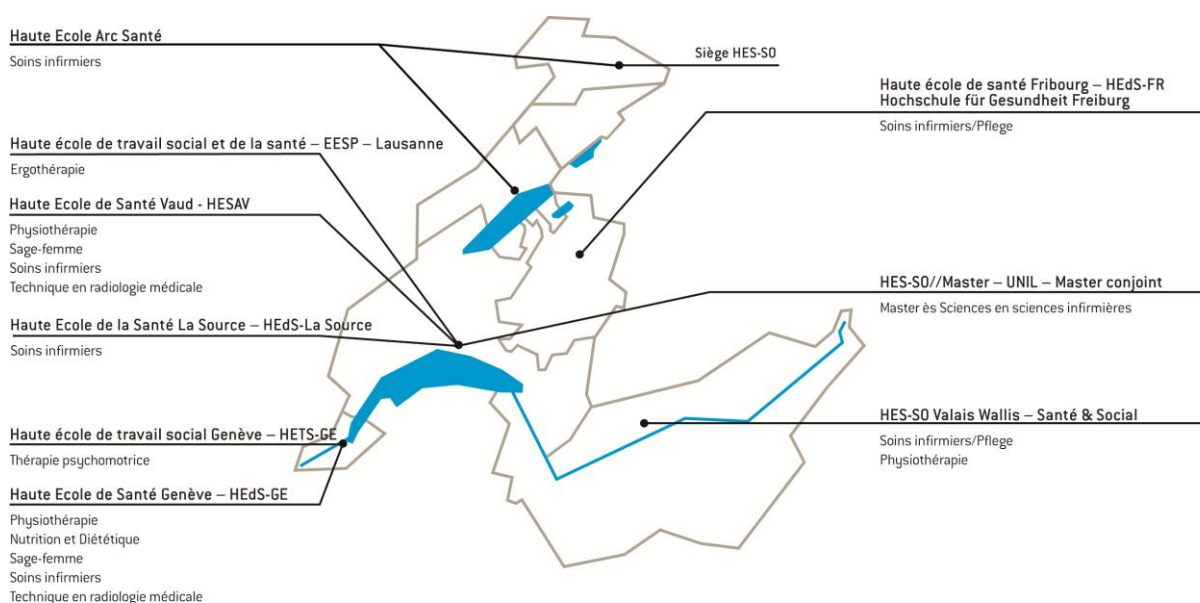 Haute Ecole Arc Santé
Soins infirmiers
Haute école de travail social et de la santé – EESP – Lausanne
Ergothérapie
Haute Ecole de Santé Vaud - HESAV
Physiothérapie
Sage-femme
Soins infirmiers
Technique en radiologie médicale
Haute Ecole de la Santé La Source – HEdS-La Source
Soins infirmiers
Haute école de travail social Genève – HETS-GE
Thérapie psychomotrice
Haute Ecole de Santé Genève – HEdS-GE
Physiothérapie
Nutrition et Diététique
Sage-femme
Soins infirmiers
Technique en radiologie médicale
Siège HES-SO
Haute école de santé Fribourg – HEdS-FR
Hochschule für Gesundheit Freiburg
Soins infirmiers/Pflege
HES-SO//Master – UNIL – Master conjoint
Master ès Sciences en sciences infirmières
HES-SO Valais Wallis – Santé & Social
Soins infirmiers/Pflege
Physiothérapie